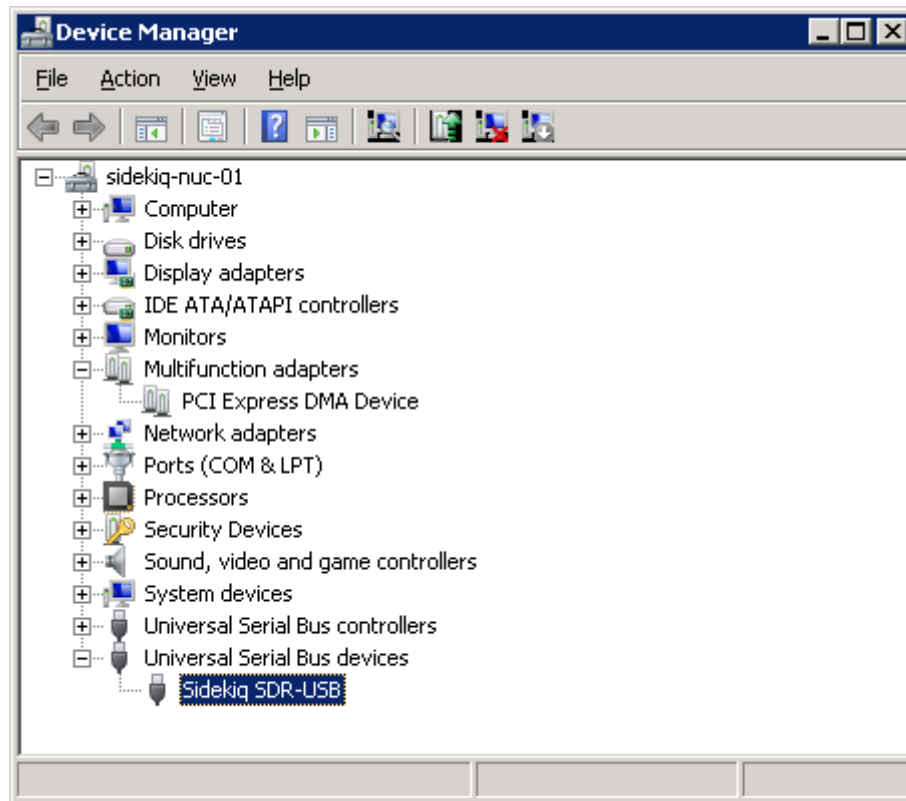 Device Manager
File Action View Help
sidekiq-nuc-01
Computer
Disk drives
Display adapters
IDE ATA/ATAPI controllers
Monitors
Multifunction adapters
PCI Express DMA Device
Network adapters
Ports (COM & LPT)
Processors
Security Devices
Sound, video and game controllers
System devices
Universal Serial Bus controllers
Universal Serial Bus devices
Sidekiq SDR-USB